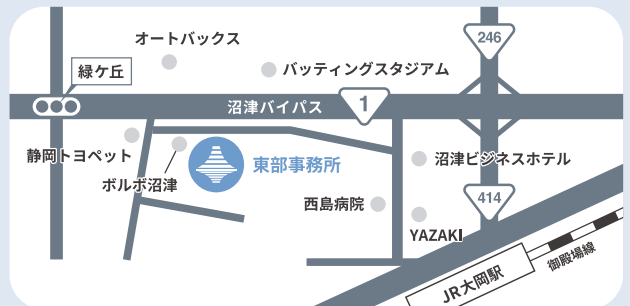 オートバックス
246
緑ケ丘
バッティングスタジアム
沼津バイパス
1
静岡トヨペット
ボルボ沼津
東部事務所
沼津ビジネスホテル
西島病院
414
YAZAKI
JR大岡駅
御殿場線